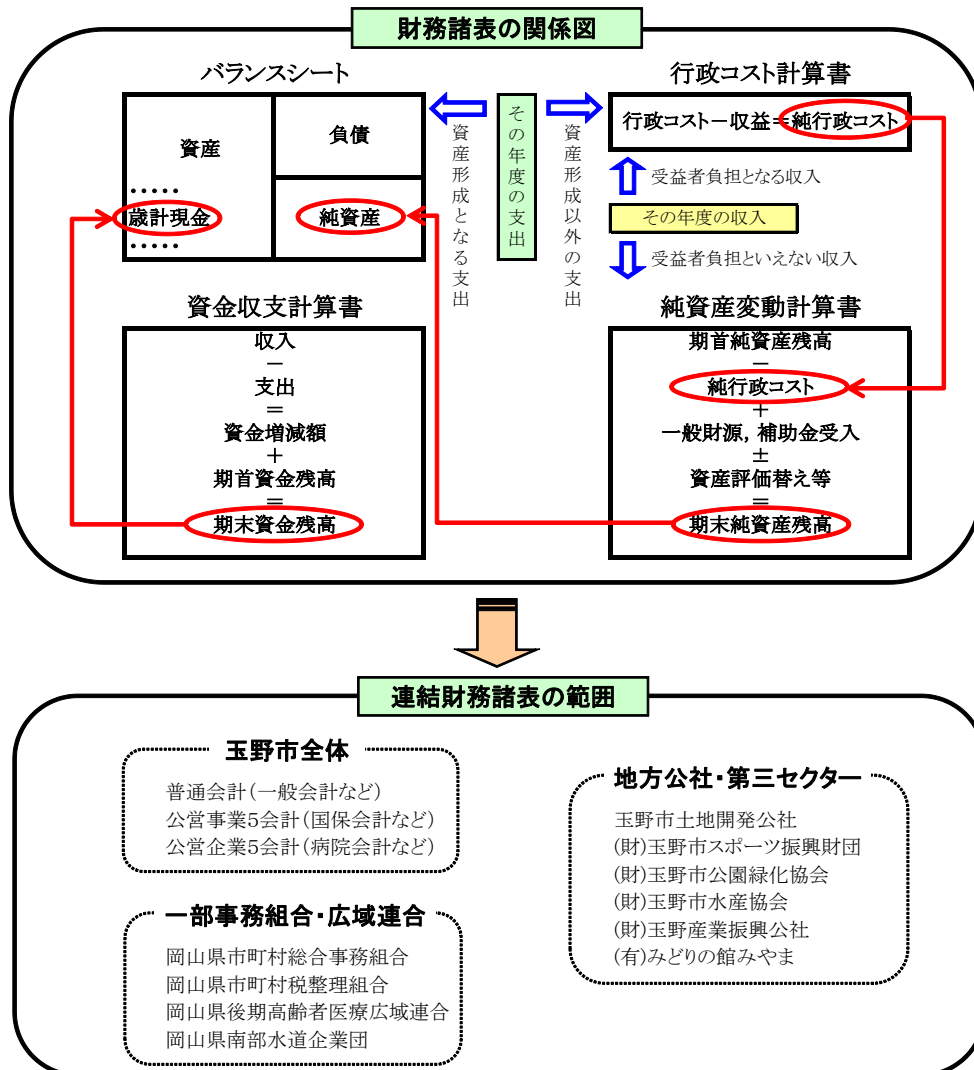 財務諸表の関係図
バランスシート
資産
・・・・・
歳計現金
・・・・・
負債
純資産
資産形成となる支出
その年度の支出
資産形成以外の支出
行政コスト計算書
行政コスト－収益＝純行政コスト
受益者負担となる収入
その年度の収入
受益者負担といえない収入
資金収支計算書
収入
－
支出
＝
資金増減額
＋
期首資金残高
＝
期末資金残高
純資産変動計算書
期首純資産残高
－
純行政コスト
＋
一般財源，補助金受入
±
資産評価替え等
＝
期末純資産残高
連結財務諸表の範囲
玉野市全体
普通会計（一般会計など）
公営事業5会計（国保会計など）
公営企業5会計（病院会計など）
一部事務組合・広域連合
岡山県市町村総合事務組合
岡山県市町村税整理組合
岡山県後期高齢者医療広域連合
岡山県南部水道企業団
地方公社・第三セクター
玉野市土地開発公社
(財)玉野市スポーツ振興財団
(財)玉野市公園緑化協会
(財)玉野市水産協会
(財)玉野産業振興公社
(有)みどりの館みやま